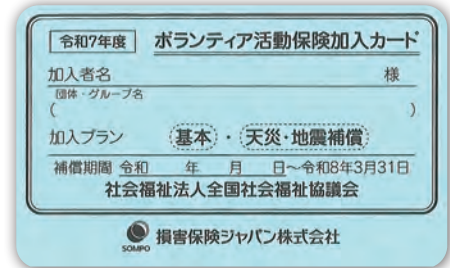 令和7年度 ボランティア活動保険加入カード
加入者名 様
団体・グループ名
( )
加入プラン 基本・天災・地震補償
補償期間 令和 年 月 日～令和8年3月31日
社会福祉法人全国社会福祉協議会
SOMPO 損害保険ジャパン株式会社